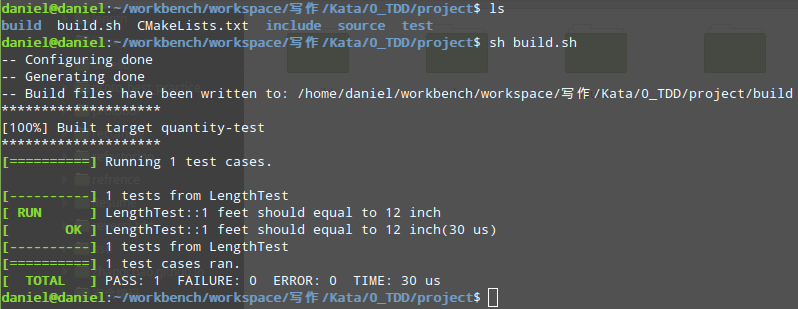 daniel@daniel:~/workbench/workspace/写作/Kata/0_TDD/project$ ls
build  build.sh  CMakeLists.txt  include  source  test
daniel@daniel:~/workbench/workspace/写作/Kata/0_TDD/project$ sh build.sh
-- Configuring done
-- Generating done
-- Build files have been written to: /home/daniel/workbench/workspace/写作/Kata/0_TDD/project/build
********************
[100%] Built target quantity-test
********************
[==========] Running 1 test cases.
[----------] 1 tests from LengthTest
[ RUN      ] LengthTest::1 feet should equal to 12 inch
[       OK ] LengthTest::1 feet should equal to 12 inch(30 us)
[----------] 1 tests from LengthTest
[==========] 1 test cases ran.
[  TOTAL   ] PASS: 1  FAILURE: 0  ERROR: 0  TIME: 30 us
daniel@daniel:~/workbench/workspace/写作/Kata/0_TDD/project$